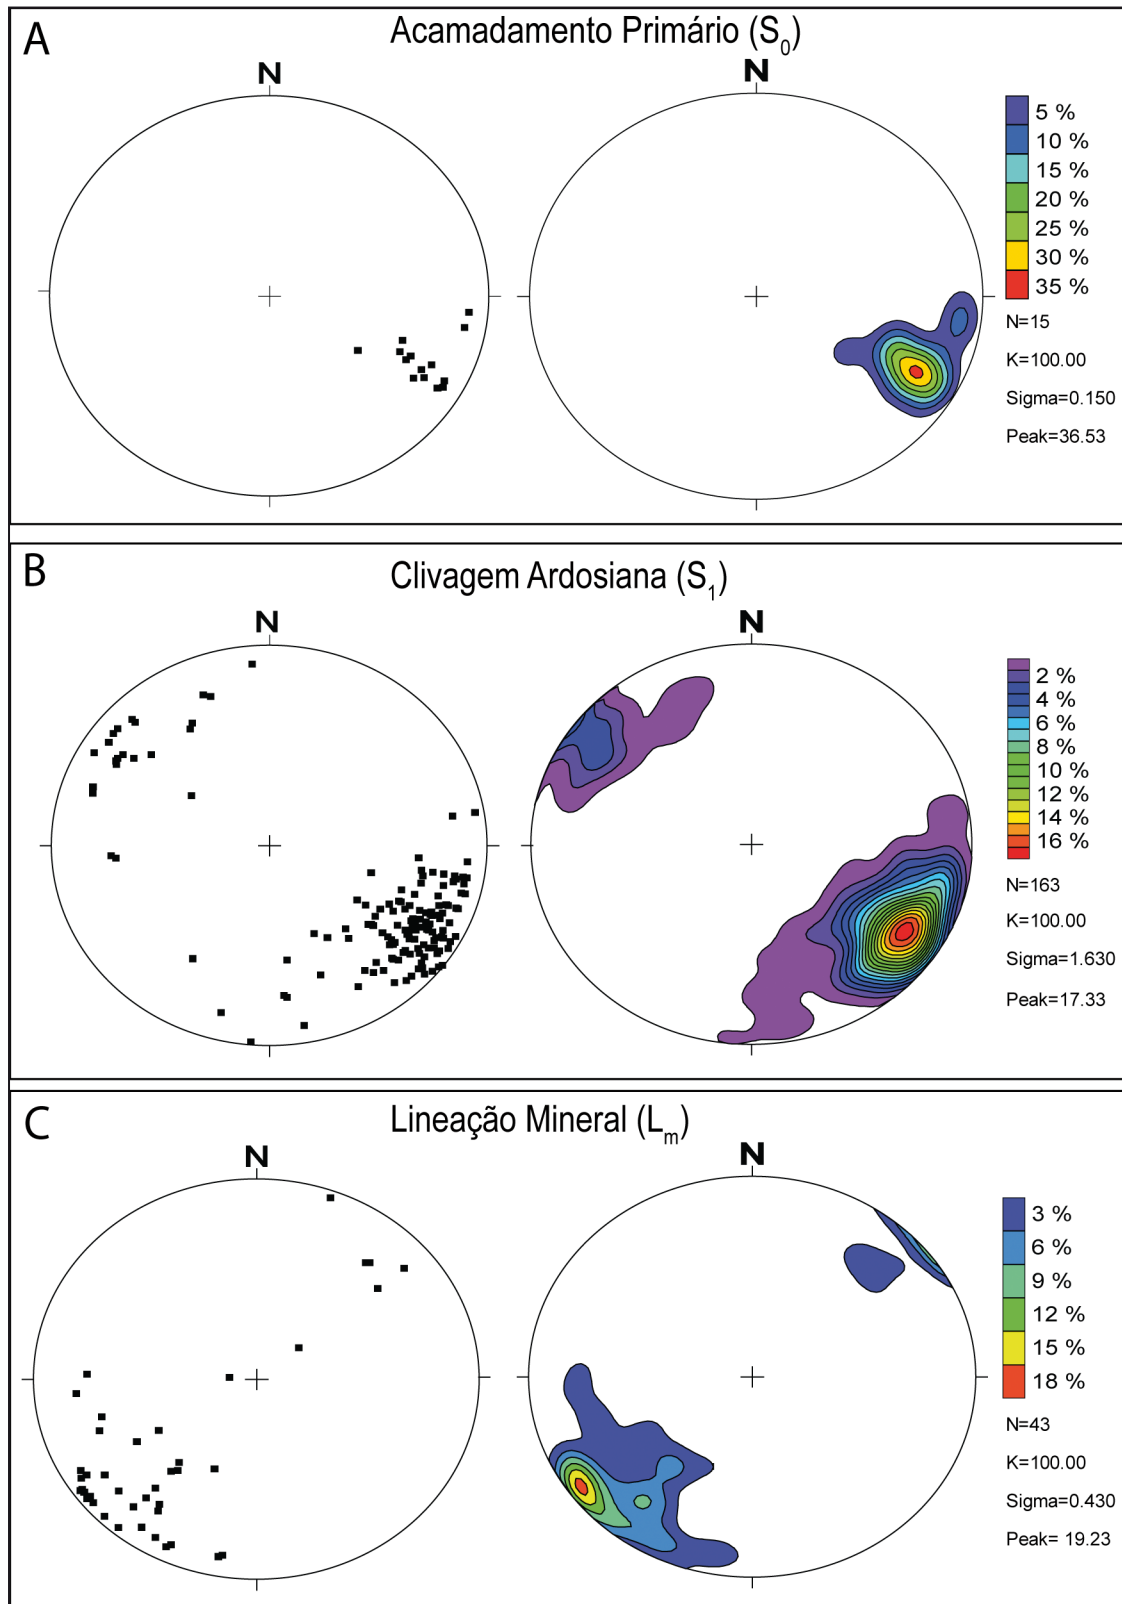 A
Acamadamento Primário (S0)
N
N
5 %
10 %
15 %
20 %
25 %
30 %
35 %
N=15
K=100.00
Sigma=0.150
Peak=36.53
B
Clivagem Ardosiana (S1)
N
N
2 %
4 %
6 %
8 %
10 %
12 %
14 %
16 %
N=163
K=100.00
Sigma=1.630
Peak=17.33
C
Lineação Mineral (Lm)
N
N
3 %
6 %
9 %
12 %
15 %
18 %
N=43
K=100.00
Sigma=0.430
Peak= 19.23